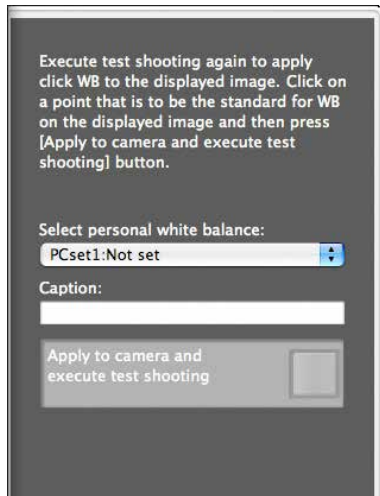 Execute test shooting again to apply
click WB to the displayed image. Click on
a point that is to be the standard for WB
on the displayed image and then press
[Apply to camera and execute test
shooting] button.
Select personal white balance:
PCset1:Not set
Caption:
Apply to camera and
execute test shooting